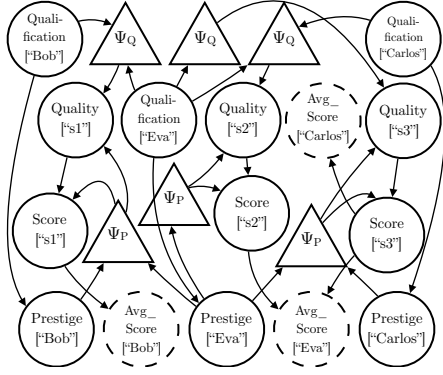 Quali-
fication
["Bob"]
Ψ_Q
Ψ_Q
Ψ_Q
Quali-
fication
["Carlos"]
Quality
["s1"]
Quali-
fication
["Eva"]
Quality
["s2"]
Avg_
Score
["Carlos"]
Quality
["s3"]
Score
["s1"]
Ψ_P
Ψ_P
Score
["s2"]
Ψ_P
Score
["s3"]
Prestige
["Bob"]
Avg_
Score
["Bob"]
Prestige
["Eva"]
Avg_
Score
["Eva"]
Prestige
["Carlos"]